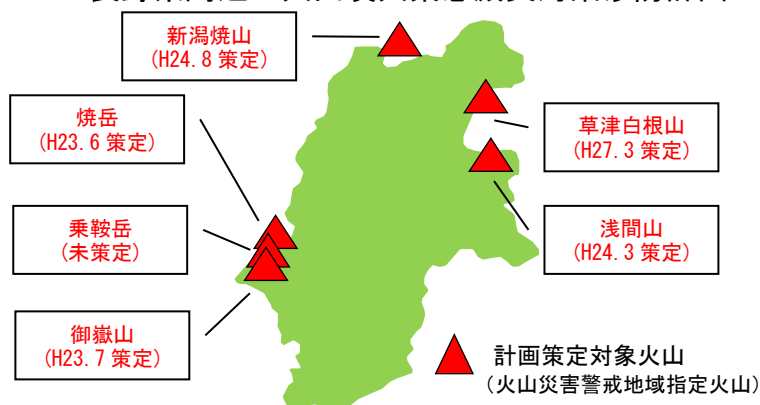 新潟焼山
(H24.8 策定)
焼岳
(H23.6 策定)
草津白根山
(H27.3 策定)
乗鞍岳
(未策定)
浅間山
(H24.3 策定)
御嶽山
(H23.7 策定)
計画策定対象火山
(火山災害警戒地域指定火山)